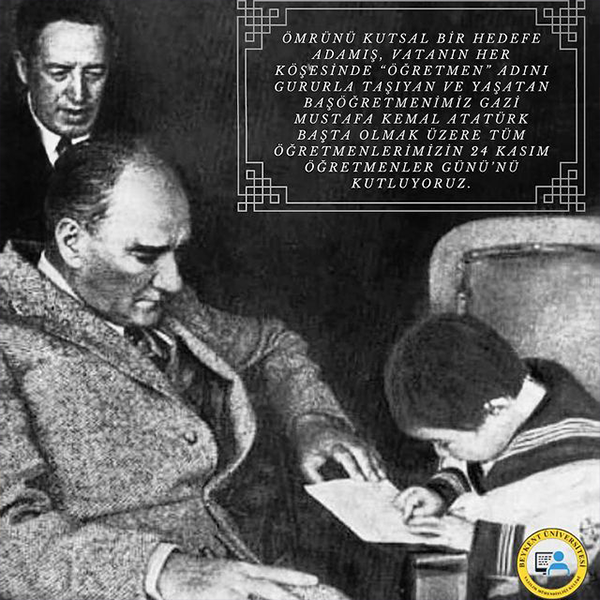 ÖMRÜNÜ KUTSAL BİR HEDEFE
ADAMIŞ, VATANIN HER
KÖŞESİNDE “ÖĞRETMEN” ADINI
GURURLA TAŞIYAN VE YAŞATAN
BAŞÖĞRETMENİMİZ GAZİ
MUSTAFA KEMAL ATATÜRK
BAŞTA OLMAK ÜZERE TÜM
ÖĞRETMENLERİMİZİN 24 KASIM
ÖĞRETMENLER GÜNÜ'NÜ
KUTLUYORUZ.
BEYKENT ÜNİVERSİTESİ